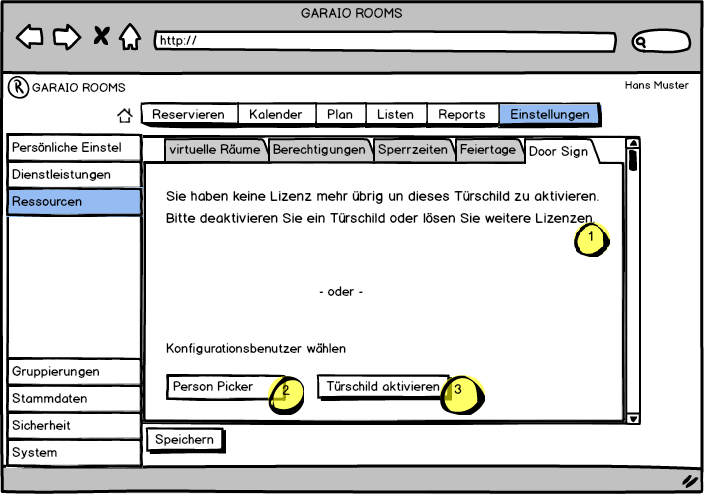 GARAIO ROOMS
http://
R GARAIO ROOMS
Hans Muster
Reservieren Kalender Plan Listen Reports Einstellungen
Persönliche Einstel
Dienstleistungen
Ressourcen
Gruppierungen
Stammdaten
Sicherheit
System
virtuelle Räume Berechtigungen Sperrzeiten Feiertage Door Sign
Sie haben keine Lizenz mehr übrig un dieses Türschild zu aktivieren.
Bitte deaktivieren Sie ein Türschild oder lösen Sie weitere Lizenzen.
1
- oder -
Konfigurationsbenutzer wählen
Person Picker 2 Türschild aktivieren 3
Speichern